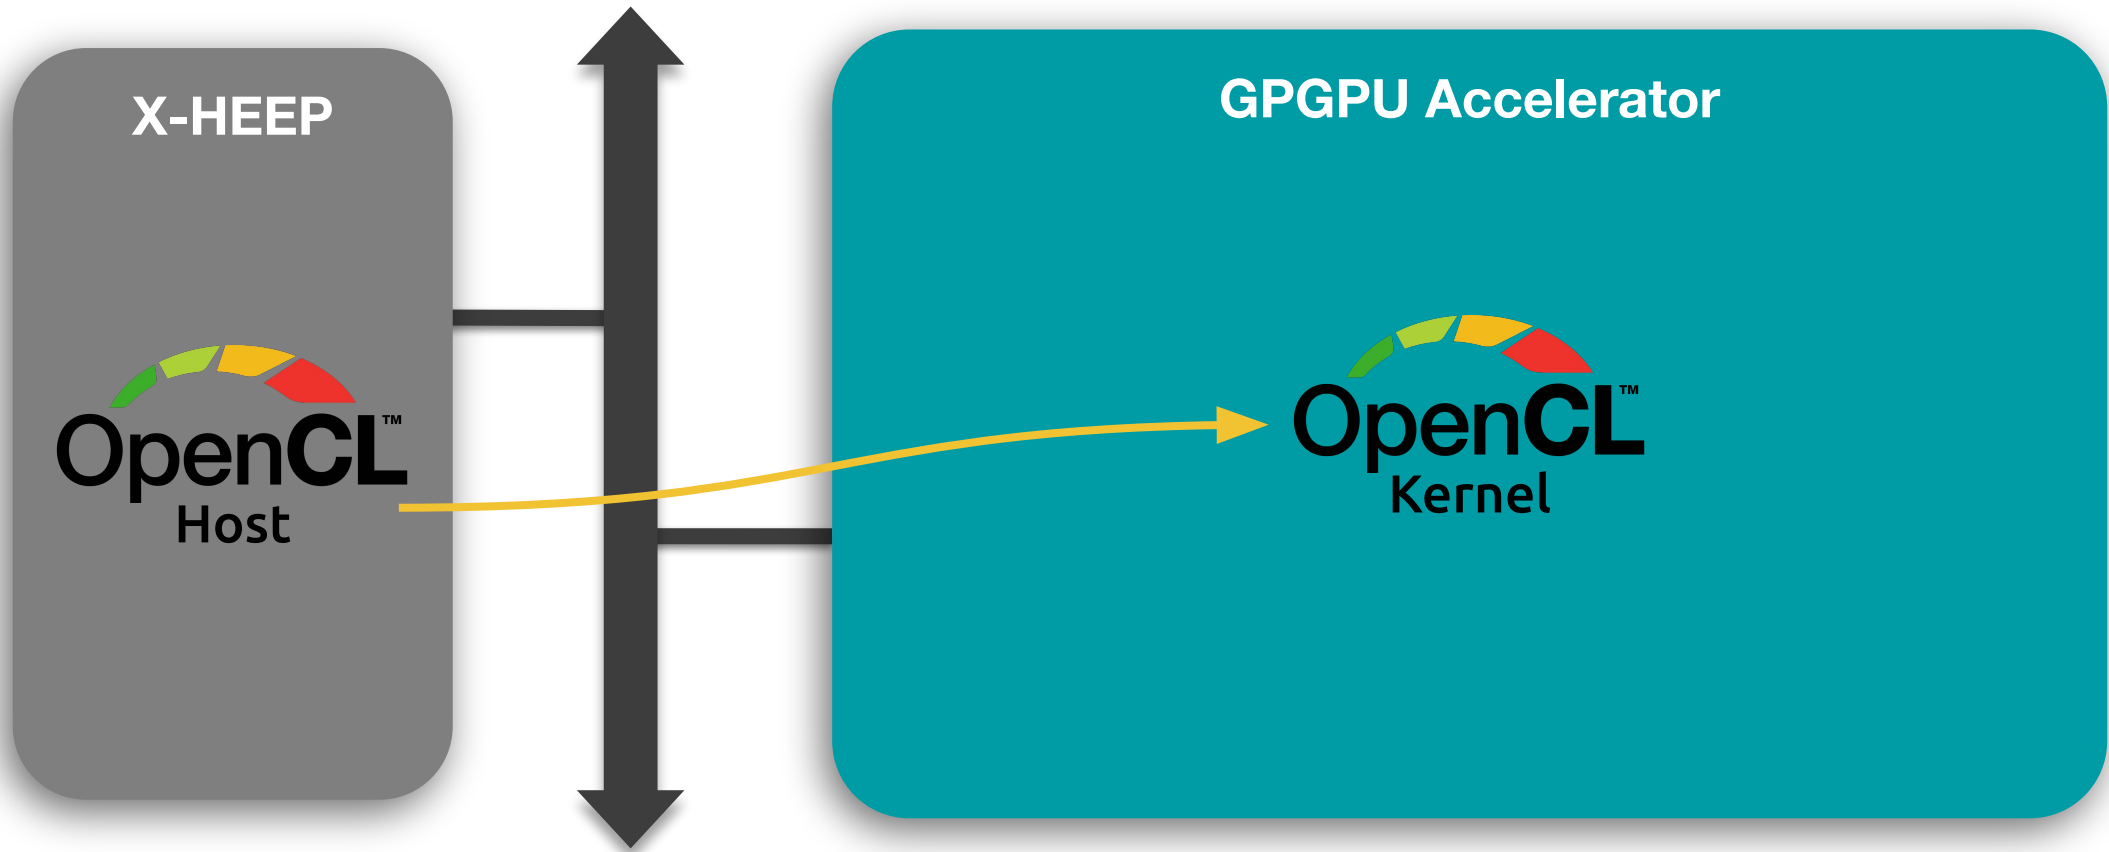 X-HEEP
OpenCL™
Host
GPGPU Accelerator
OpenCL™
Kernel